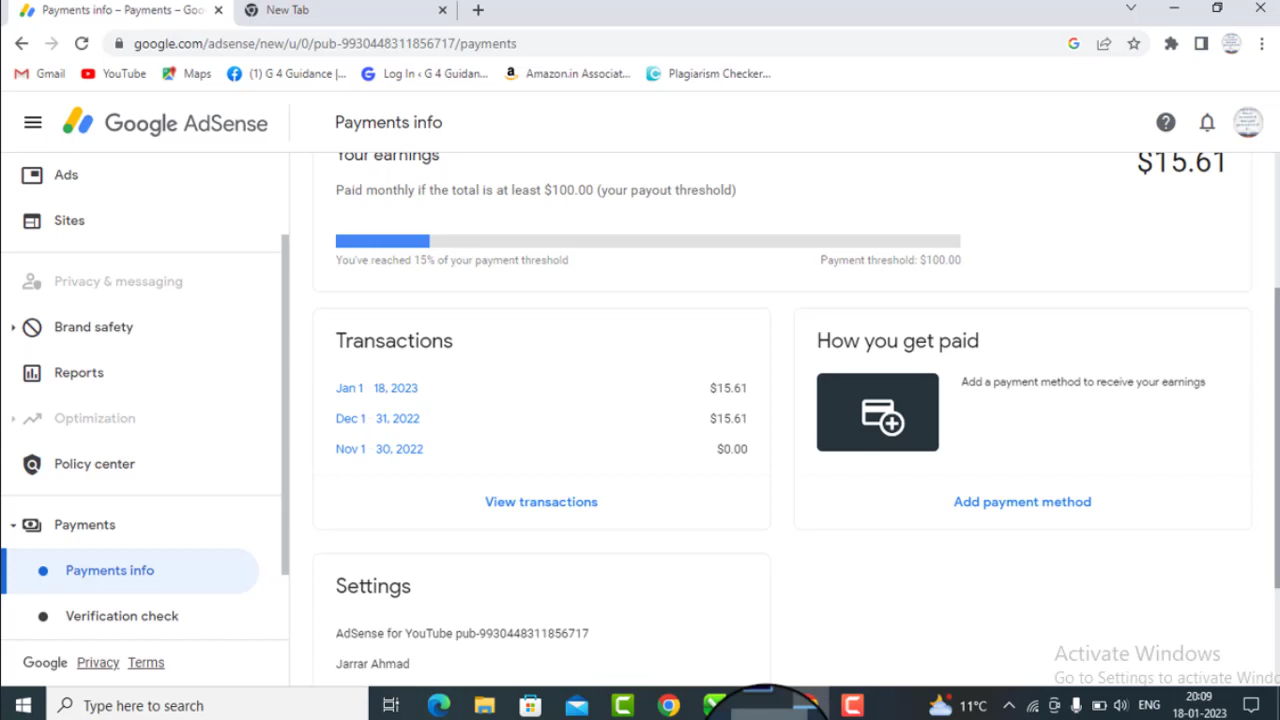 Payments info – Payments – Goo
New Tab
google.com/adsense/new/u/0/pub-9930448311856717/payments
Gmail
YouTube
Maps
(1) G 4 Guidance |...
Log In ‹ G 4 Guidan...
Amazon.in Associat...
Plagiarism Checker...
Google AdSense
Payments info
Ads
Sites
Privacy & messaging
Brand safety
Reports
Optimization
Policy center
Payments
Payments info
Verification check
Google Privacy Terms
Your earnings
$15.61
Paid monthly if the total is at least $100.00 (your payout threshold)
You've reached 15% of your payment threshold
Payment threshold: $100.00
Transactions
Jan 1 18, 2023 $15.61
Dec 1 31, 2022 $15.61
Nov 1 30, 2022 $0.00
View transactions
How you get paid
Add a payment method to receive your earnings
Add payment method
Settings
AdSense for YouTube pub-9930448311856717
Jarrar Ahmad
Activate Windows
Go to Settings to activate Wind
Type here to search
11°C
ENG
20:09
18-01-2023